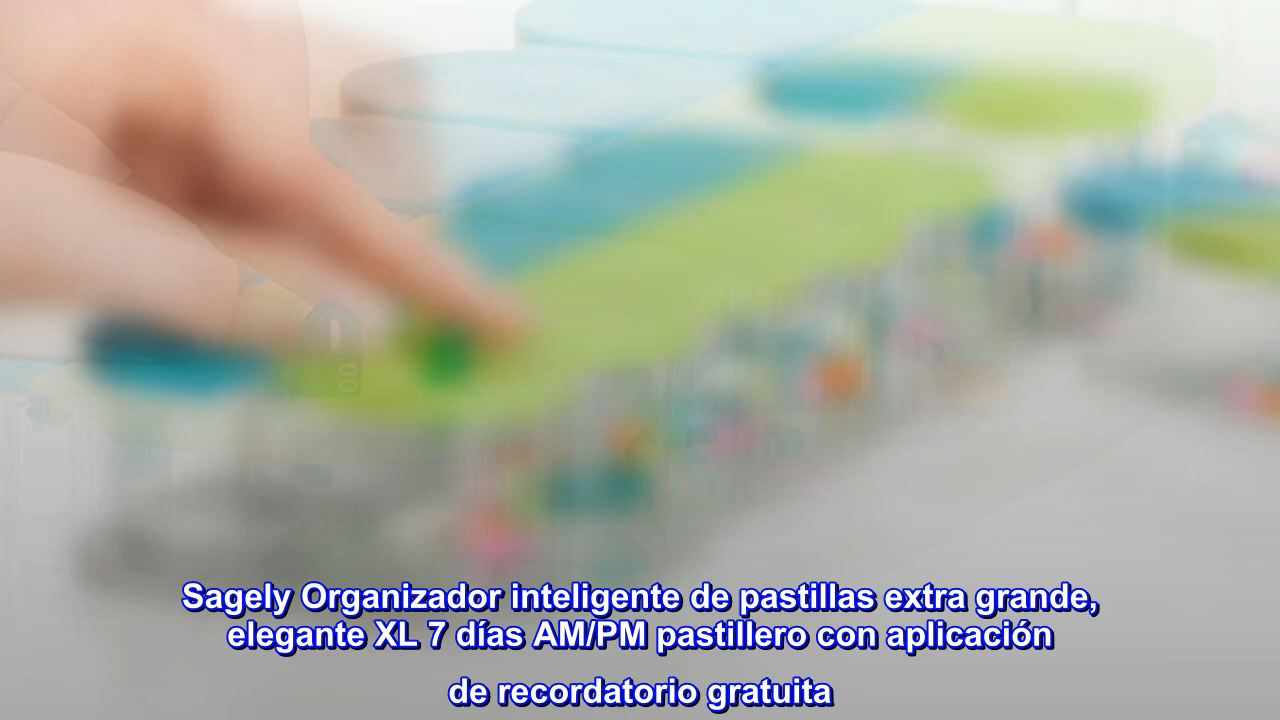 Sagely Organizador inteligente de pastillas extra grande,
elegante XL 7 días AM/PM pastillero con aplicación
de recordatorio gratuita